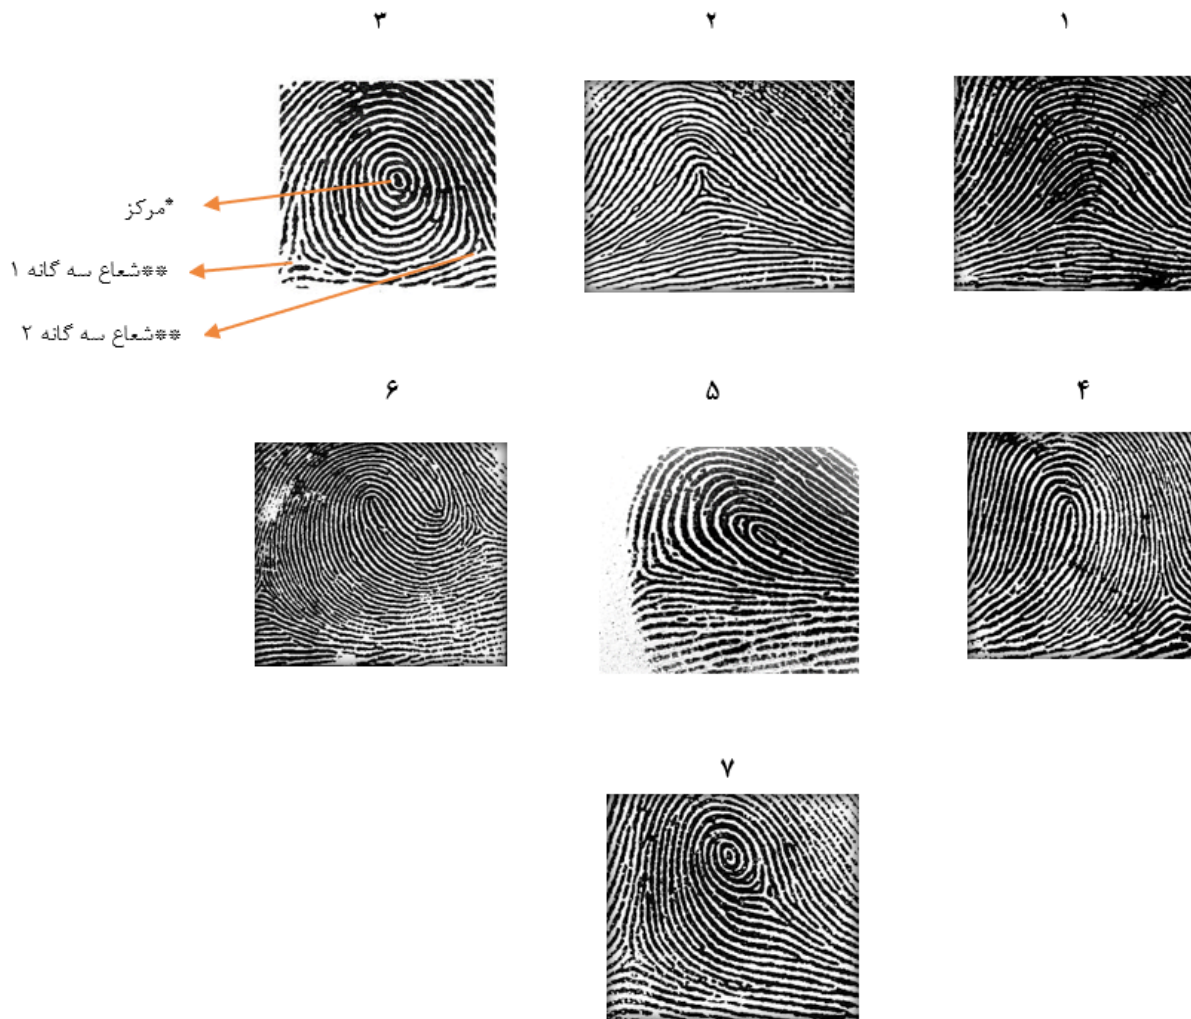 ۱
۲
۳
*مرکز
**شعاع سه گانه ۱
**شعاع سه گانه ۲
۴
۵
۶
۷